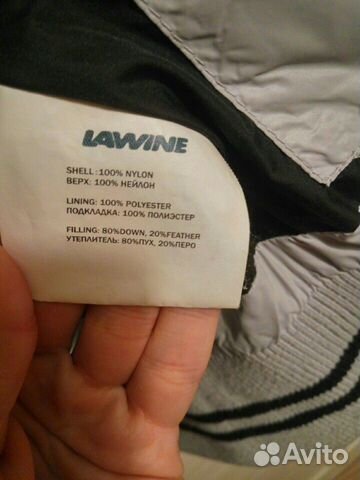 LAWINE
SHELL: 100% NYLON
ВЕРХ: 100% НЕЙЛОН
LINING: 100% POLYESTER
ПОДКЛАДКА: 100% ПОЛИЭСТЕР
FILLING: 80%DOWN, 20%FEATHER
УТЕПЛИТЕЛЬ: 80%ПУХ, 20%ПЕРО
Avito